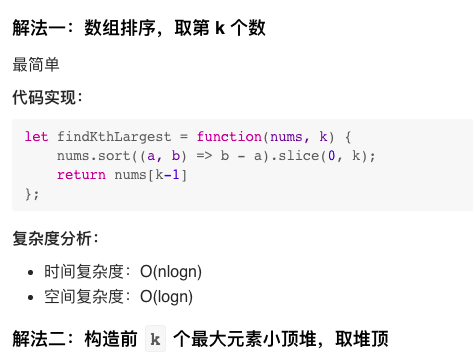 解法一：数组排序，取第 k 个数
最简单
代码实现：
let findKthLargest = function(nums, k) {
    nums.sort((a, b) => b - a).slice(0, k);
    return nums[k-1]
};
复杂度分析：
• 时间复杂度：O(nlogn)
• 空间复杂度：O(logn)
解法二：构造前 k 个最大元素小顶堆，取堆顶